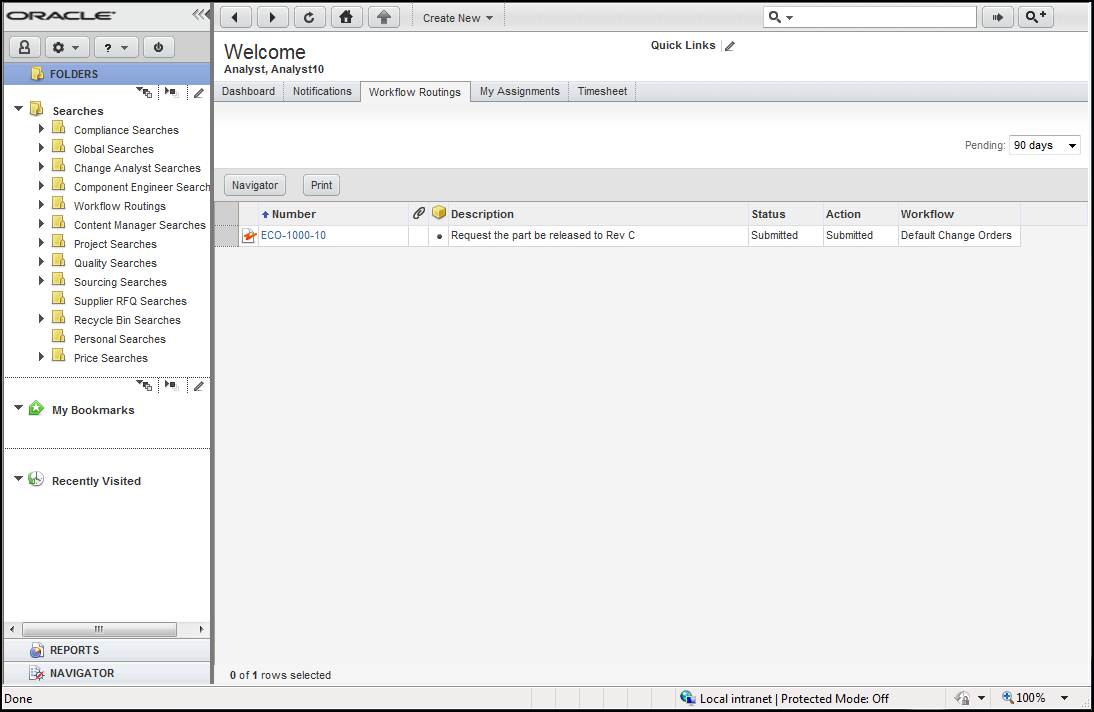 ORACLE
Create New
?
FOLDERS
Searches
Compliance Searches
Global Searches
Change Analyst Searches
Component Engineer Search
Workflow Routings
Content Manager Searches
Project Searches
Quality Searches
Sourcing Searches
Supplier RFQ Searches
Recycle Bin Searches
Personal Searches
Price Searches
My Bookmarks
Recently Visited
REPORTS
NAVIGATOR
Welcome
Analyst, Analyst10
Quick Links
Dashboard Notifications Workflow Routings My Assignments Timesheet
Pending: 90 days
Navigator Print
Number Description Status Action Workflow
ECO-1000-10 Request the part be released to Rev C Submitted Submitted Default Change Orders
0 of 1 rows selected
Done Local intranet | Protected Mode: Off 100%